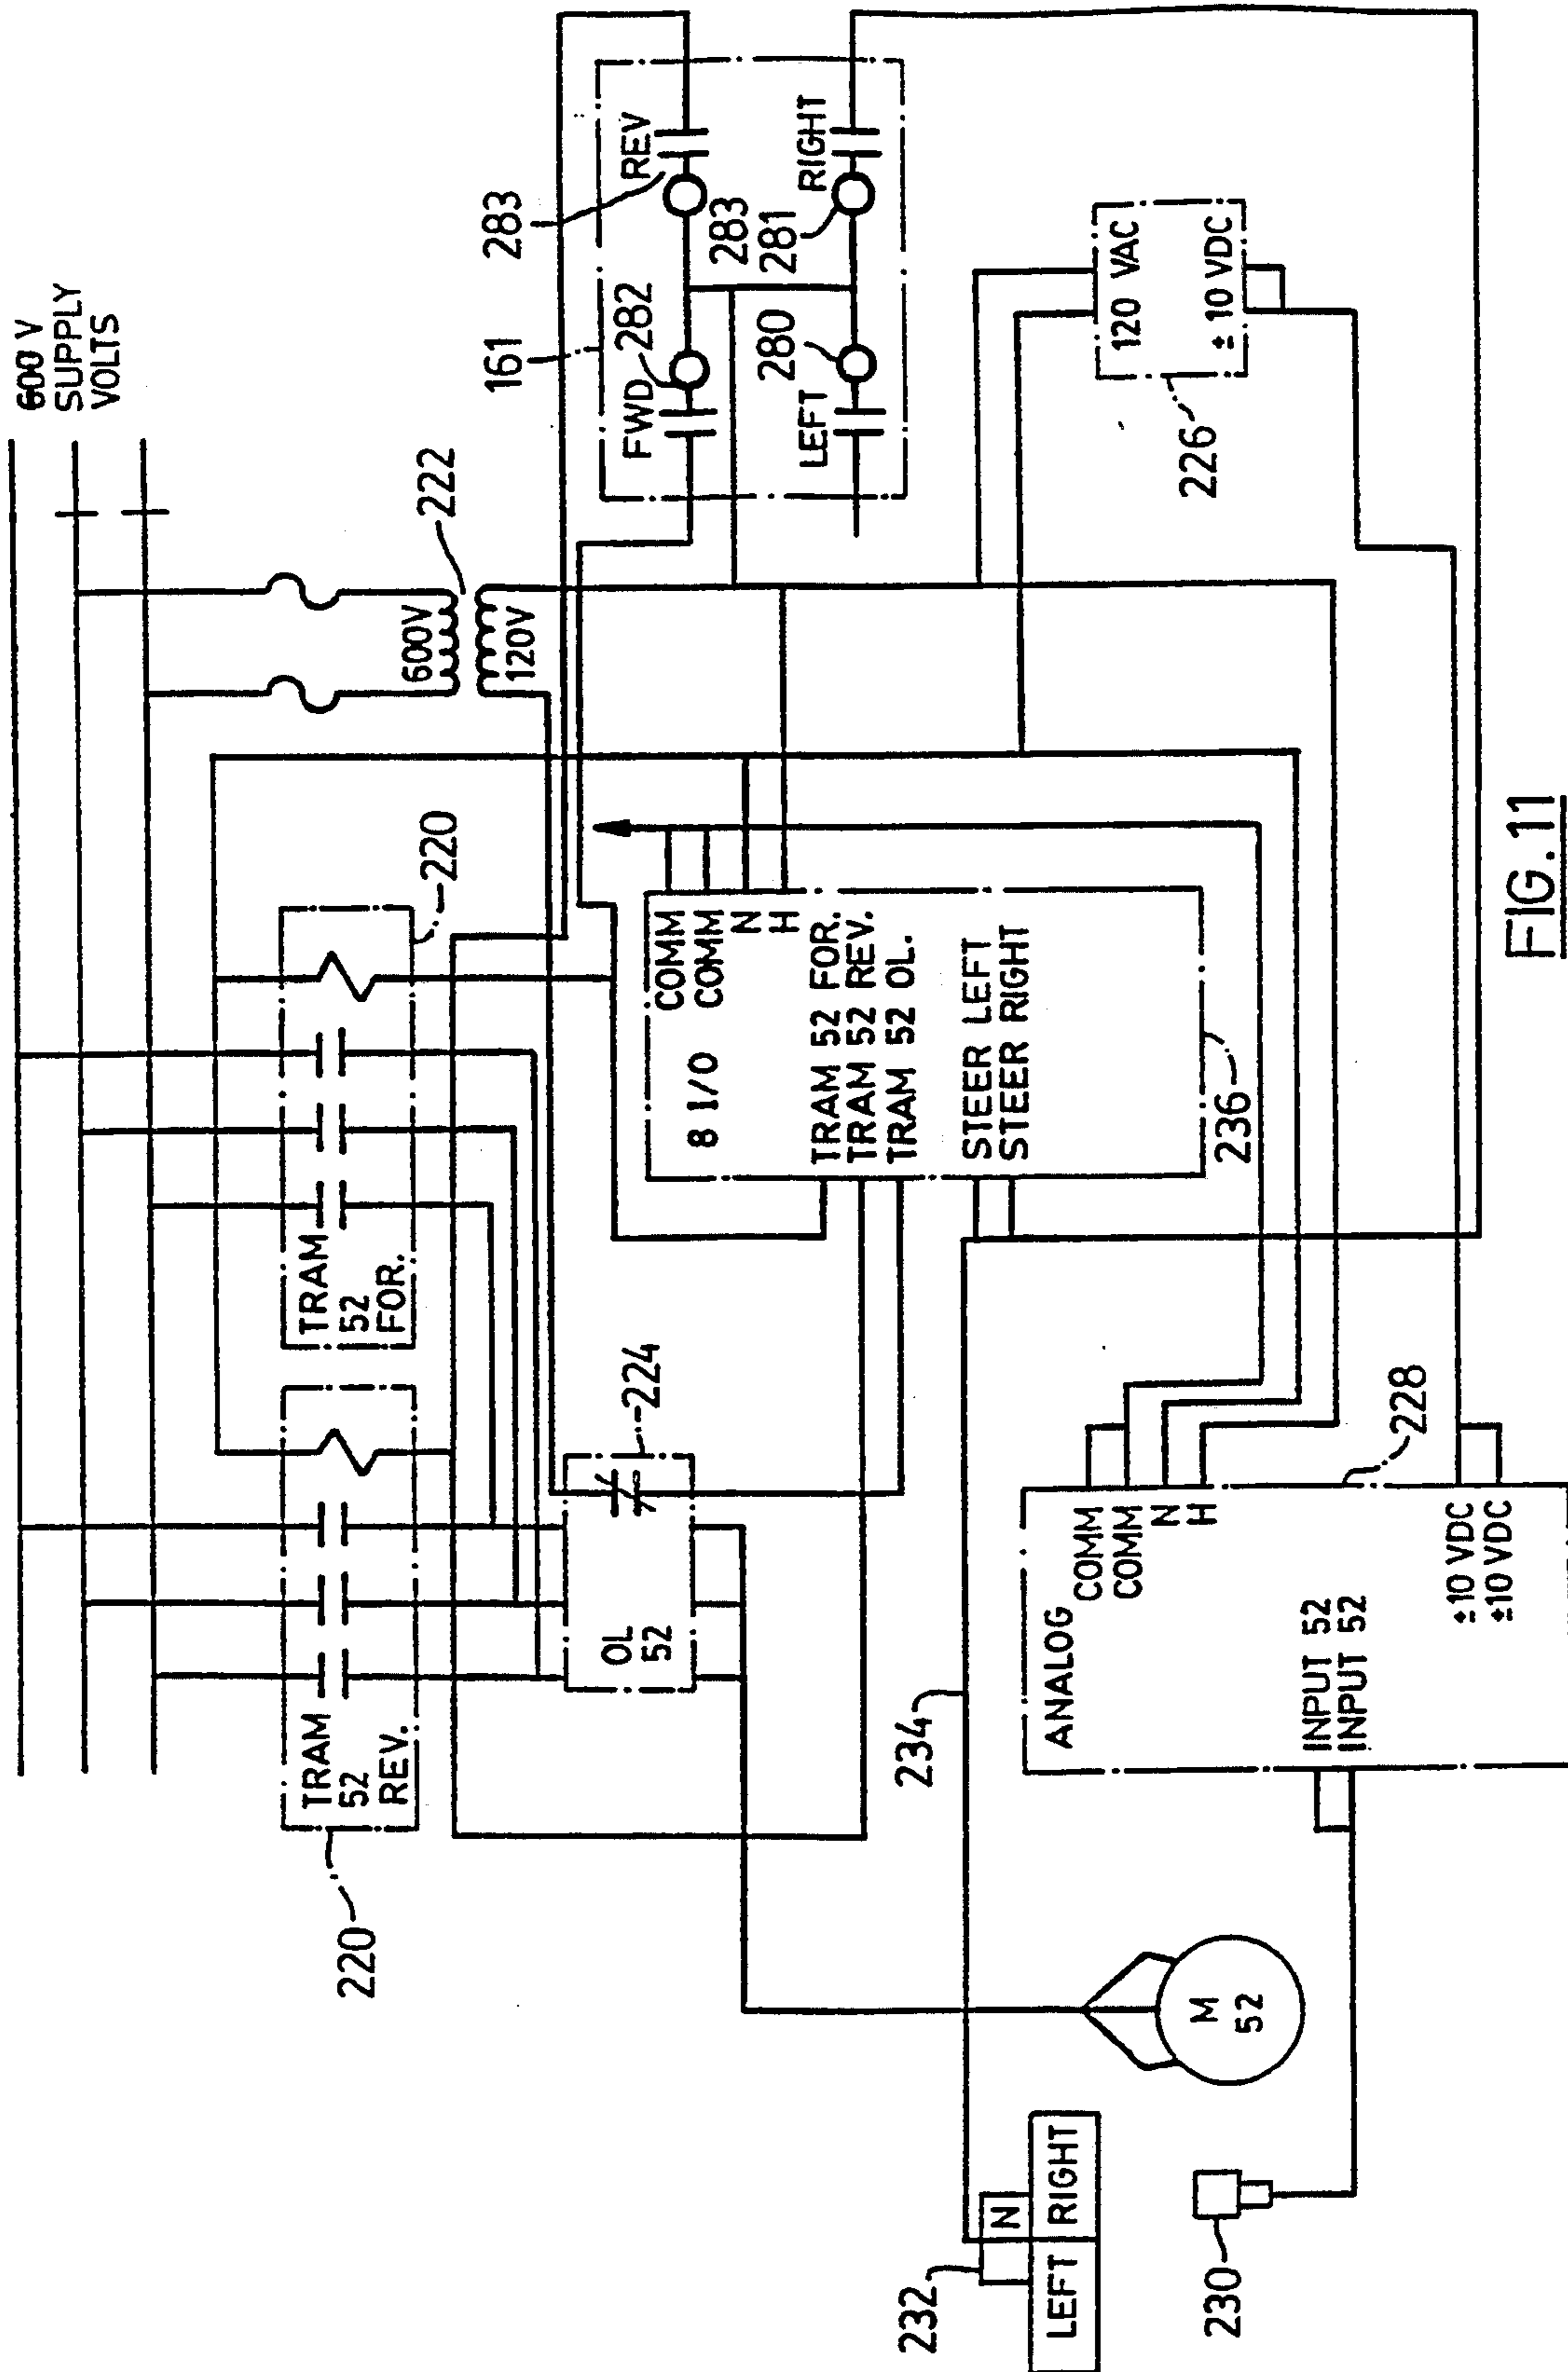 600 V
SUPPLY
VOLTS
222
600V
120V
220
TRAM
52
FOR.
TRAM
52
REV.
220
OL
52
224
161
FWD
282
283
REV
283
281
RIGHT
LEFT
280
120 VAC
± 10 VDC
226
8 I/O
COMM
COMM
N
H
TRAM 52 FOR.
TRAM 52 REV.
TRAM 52 OL.
STEER LEFT
STEER RIGHT
236
234
ANALOG
COMM
COMM
N
H
INPUT 52
INPUT 52
±10 VDC
±10 VDC
228
M
52
232
N
LEFT
RIGHT
230
FIG.11